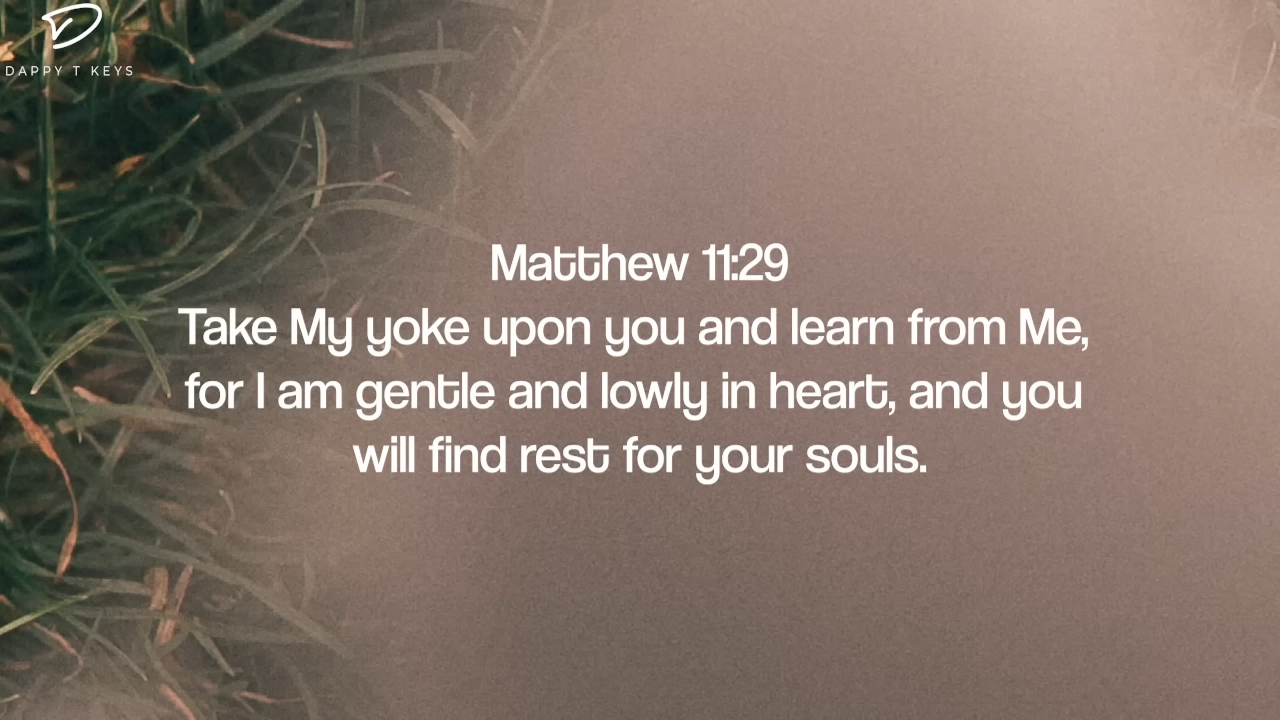 DAPPY T KEYS
Matthew 11:29
Take My yoke upon you and learn from Me,
for I am gentle and lowly in heart, and you
will find rest for your souls.